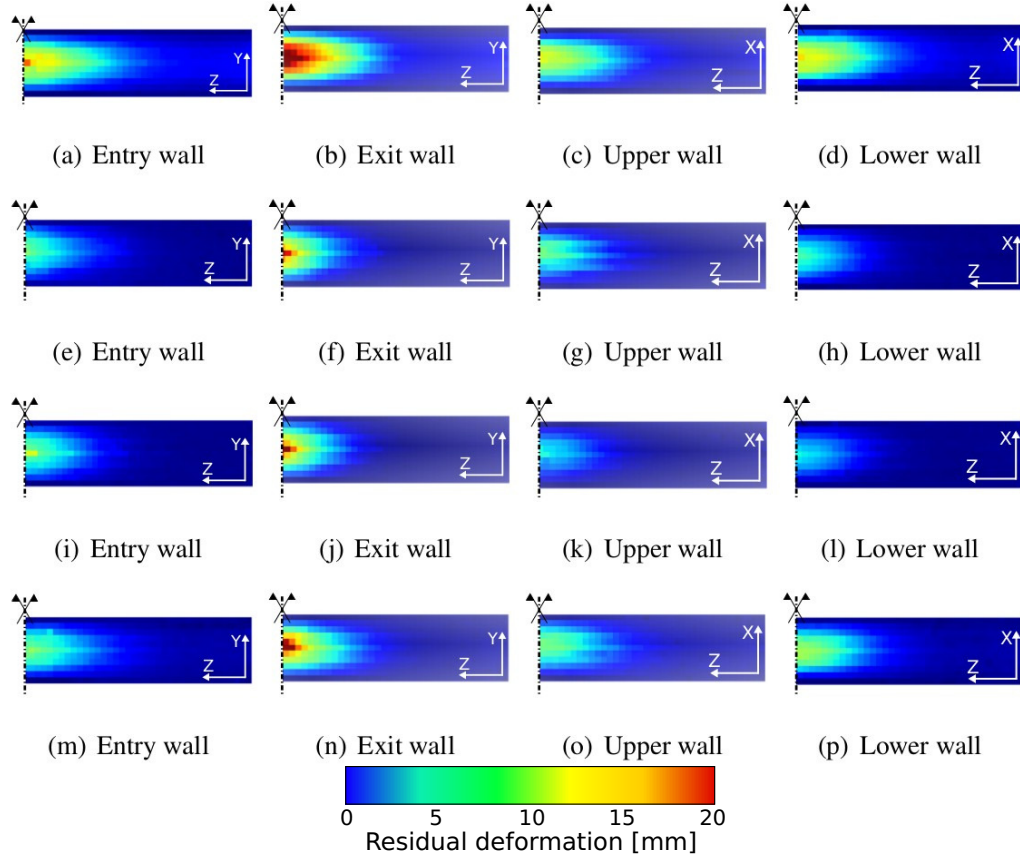 Y Z Y Z X Z X Z
(a) Entry wall (b) Exit wall (c) Upper wall (d) Lower wall
Y Z Y Z X Z X Z
(e) Entry wall (f) Exit wall (g) Upper wall (h) Lower wall
Y Z Y Z X Z X Z
(i) Entry wall (j) Exit wall (k) Upper wall (l) Lower wall
Y Z Y Z X Z X Z
(m) Entry wall (n) Exit wall (o) Upper wall (p) Lower wall
0 5 10 15 20
Residual deformation [mm]